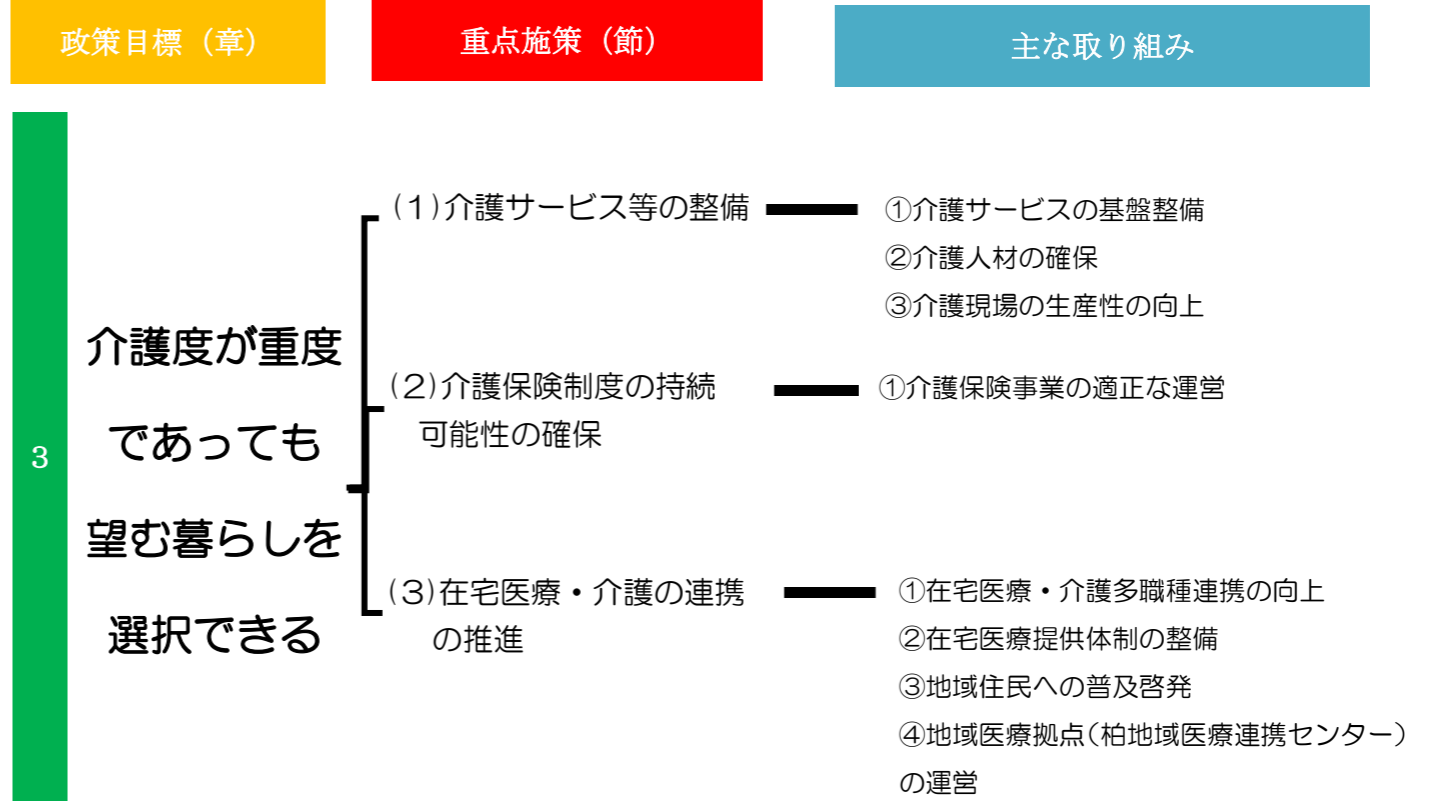 政策目標（章）
重点施策（節）
主な取り組み
3
介護度が重度
であっても
望む暮らしを
選択できる
(1)介護サービス等の整備
①介護サービスの基盤整備
②介護人材の確保
③介護現場の生産性の向上
(2)介護保険制度の持続
可能性の確保
①介護保険事業の適正な運営
(3)在宅医療・介護の連携
の推進
①在宅医療・介護多職種連携の向上
②在宅医療提供体制の整備
③地域住民への普及啓発
④地域医療拠点(柏地域医療連携センター)
の運営